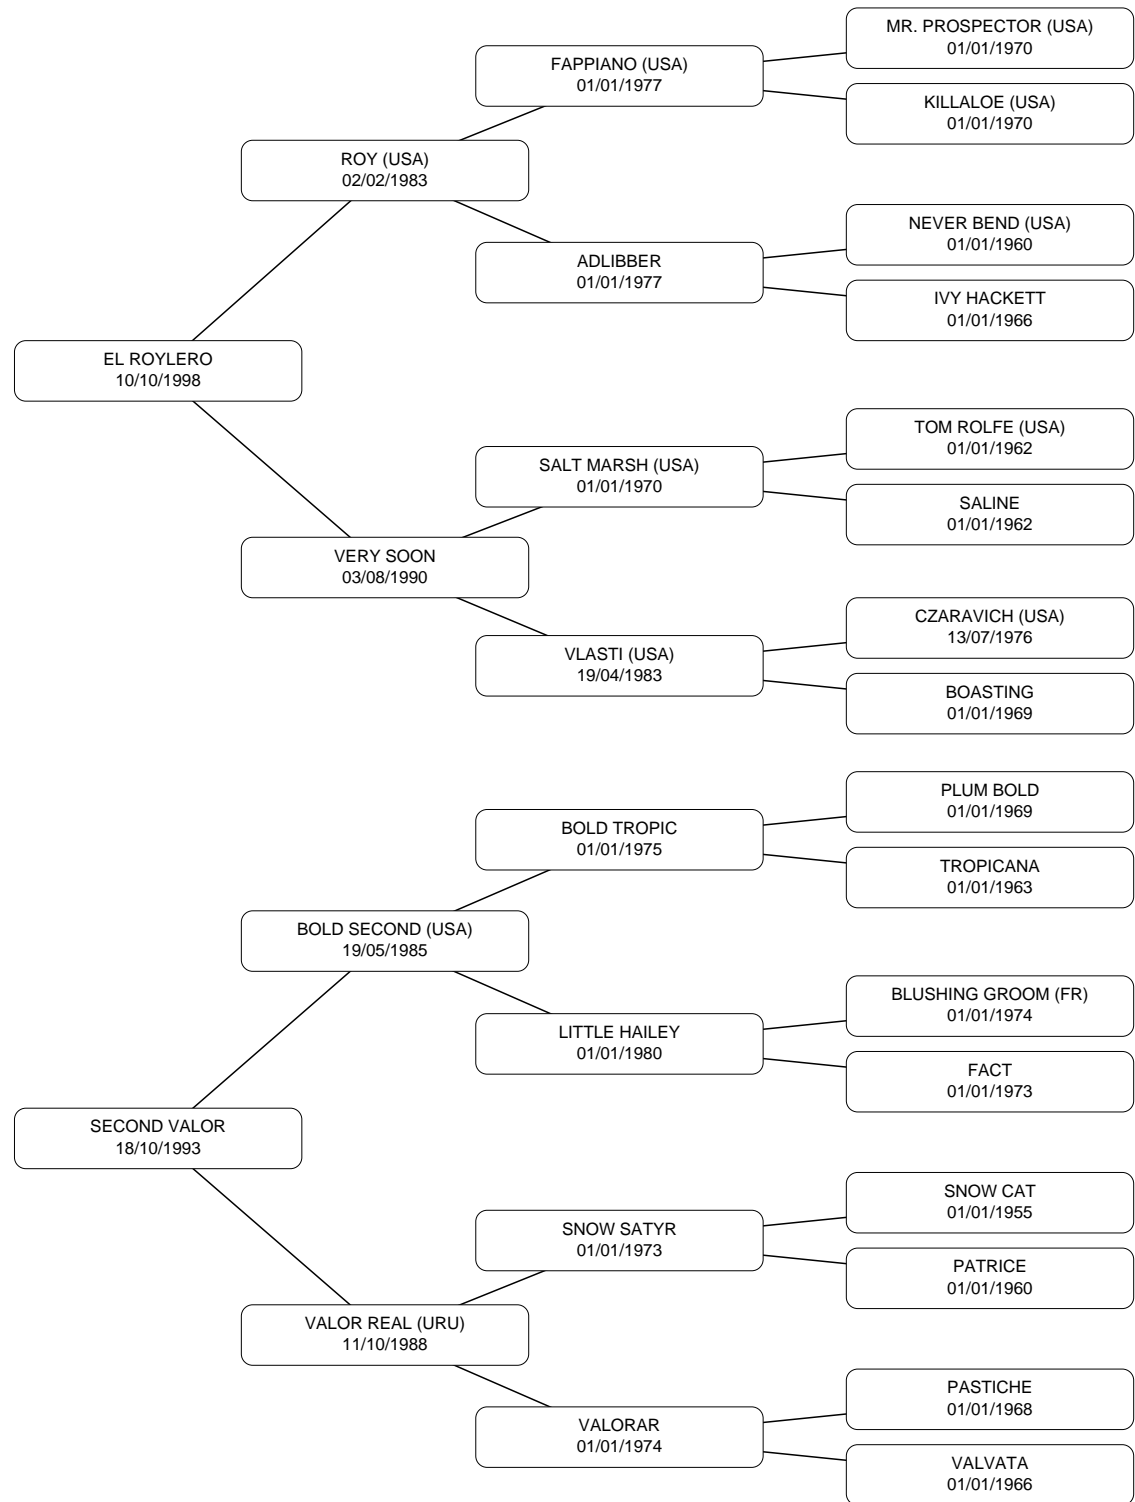 MR. PROSPECTOR (USA)
01/01/1970
FAPPIANO (USA)
01/01/1977
KILLALOE (USA)
01/01/1970
ROY (USA)
02/02/1983
NEVER BEND (USA)
01/01/1960
ADLIBBER
01/01/1977
IVY HACKETT
01/01/1966
EL ROYLERO
10/10/1998
TOM ROLFE (USA)
01/01/1962
SALT MARSH (USA)
01/01/1970
SALINE
01/01/1962
VERY SOON
03/08/1990
CZARAVICH (USA)
13/07/1976
VLASTI (USA)
19/04/1983
BOASTING
01/01/1969
PLUM BOLD
01/01/1969
BOLD TROPIC
01/01/1975
TROPICANA
01/01/1963
BOLD SECOND (USA)
19/05/1985
BLUSHING GROOM (FR)
01/01/1974
LITTLE HAILEY
01/01/1980
FACT
01/01/1973
SECOND VALOR
18/10/1993
SNOW CAT
01/01/1955
SNOW SATYR
01/01/1973
PATRICE
01/01/1960
VALOR REAL (URU)
11/10/1988
PASTICHE
01/01/1968
VALORAR
01/01/1974
VALVATA
01/01/1966